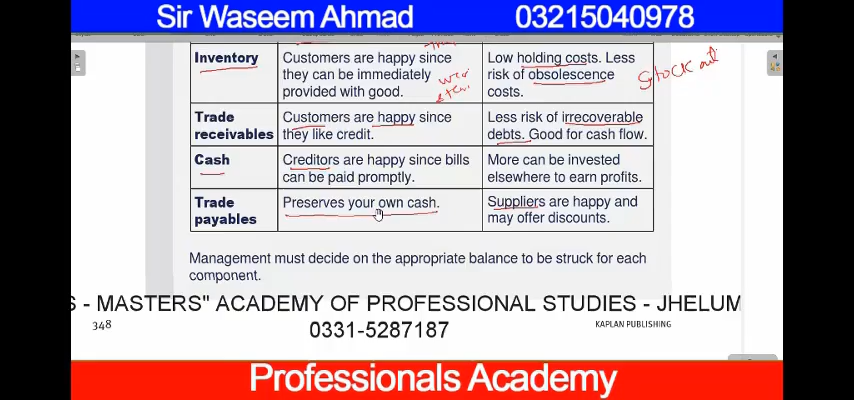 Sir Waseem Ahmad 03215040978
Inventory
Customers are happy since
they can be immediately
provided with good.
Low holding costs. Less
risk of obsolescence
costs.
Stock out
Trade
receivables
Customers are happy since
they like credit.
Less risk of irrecoverable
debts. Good for cash flow.
Cash
Creditors are happy since bills
can be paid promptly.
More can be invested
elsewhere to earn profits.
Trade
payables
Preserves your own cash.
Suppliers are happy and
may offer discounts.
Management must decide on the appropriate balance to be struck for each
component.
S - MASTERS" ACADEMY OF PROFESSIONAL STUDIES - JHELUM
348
0331-5287187
KAPLAN PUBLISHING
Professionals Academy